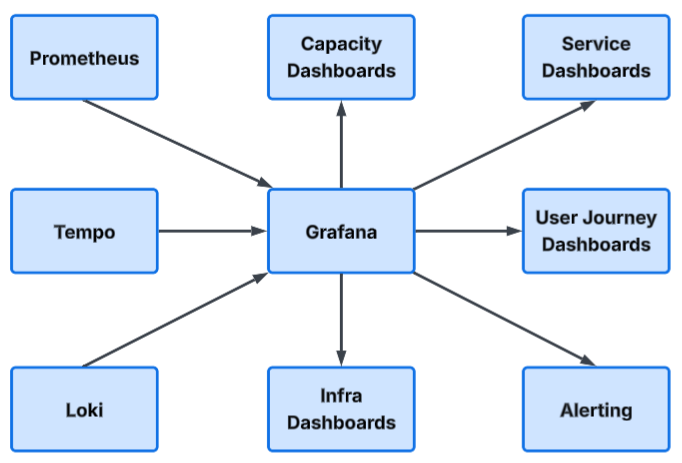 Prometheus
Capacity
Dashboards
Service
Dashboards
Tempo
Grafana
User Journey
Dashboards
Loki
Infra
Dashboards
Alerting